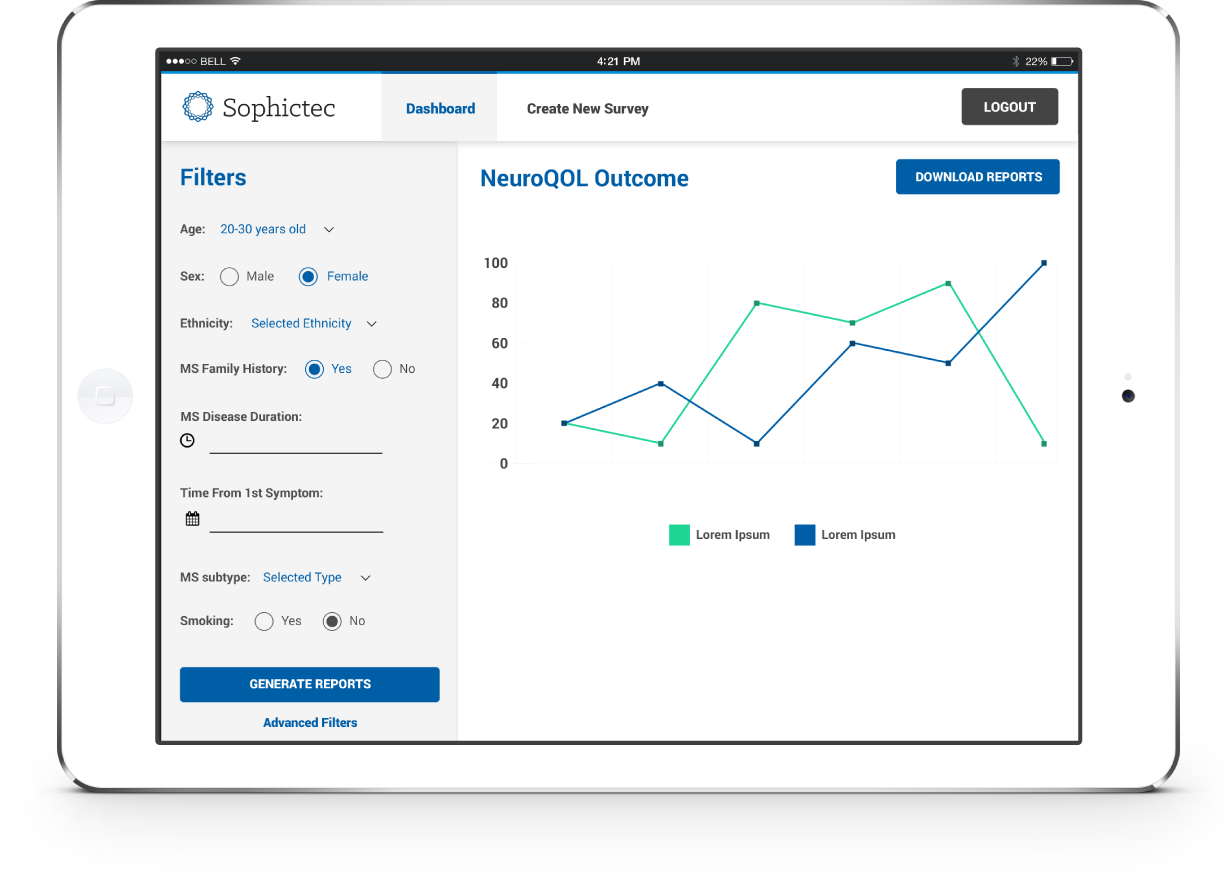 BELL
4:21 PM
22%
Sophictec
Dashboard
Create New Survey
LOGOUT
Filters
Age: 20-30 years old
Sex: Male Female
Ethnicity: Selected Ethnicity
MS Family History: Yes No
MS Disease Duration:
Time From 1st Symptom:
MS subtype: Selected Type
Smoking: Yes No
GENERATE REPORTS
Advanced Filters
NeuroQOL Outcome
DOWNLOAD REPORTS
100
80
60
40
20
0
Lorem Ipsum
Lorem Ipsum